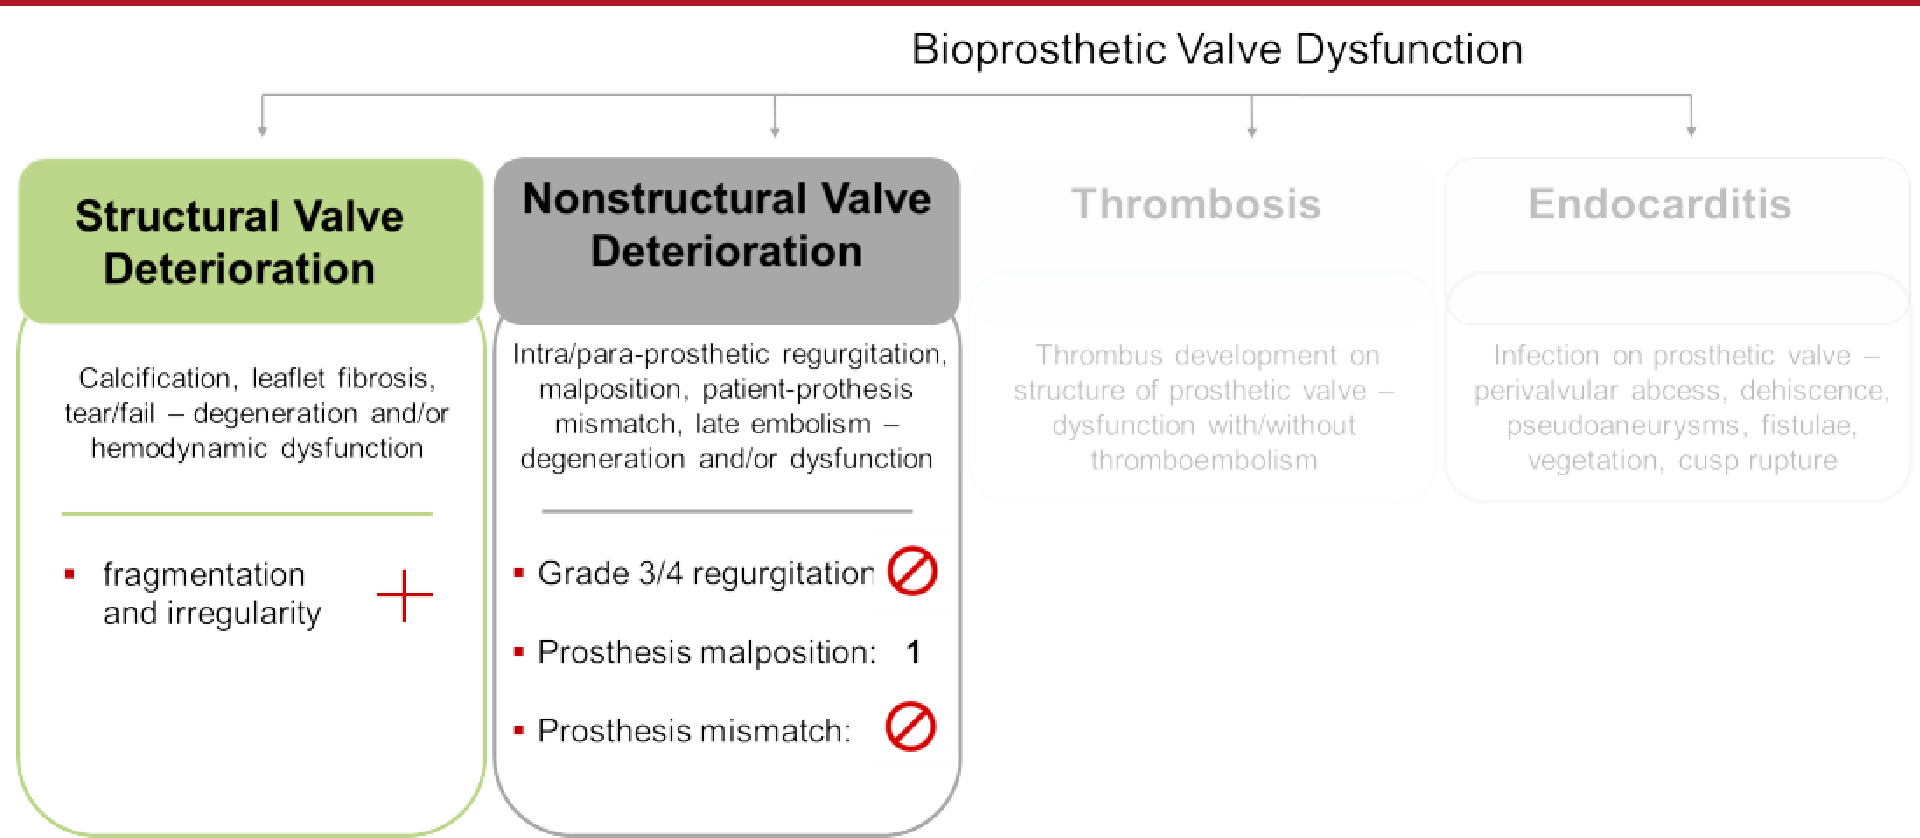 Bioprosthetic Valve Dysfunction
Structural Valve
Deterioration
Calcification, leaflet fibrosis,
tear/fail – degeneration and/or
hemodynamic dysfunction
fragmentation
and irregularity
Nonstructural Valve
Deterioration
Intra/para-prosthetic regurgitation,
malposition, patient-prothesis
mismatch, late embolism –
degeneration and/or dysfunction
Grade 3/4 regurgitation
Prosthesis malposition: 1
Prosthesis mismatch:
Thrombosis
Thrombus development on
structure of prosthetic valve –
dysfunction with/without
thromboembolism
Endocarditis
Infection on prosthetic valve –
perivalvular abcess, dehiscence,
pseudoaneurysms, fistulae,
vegetation, cusp rupture